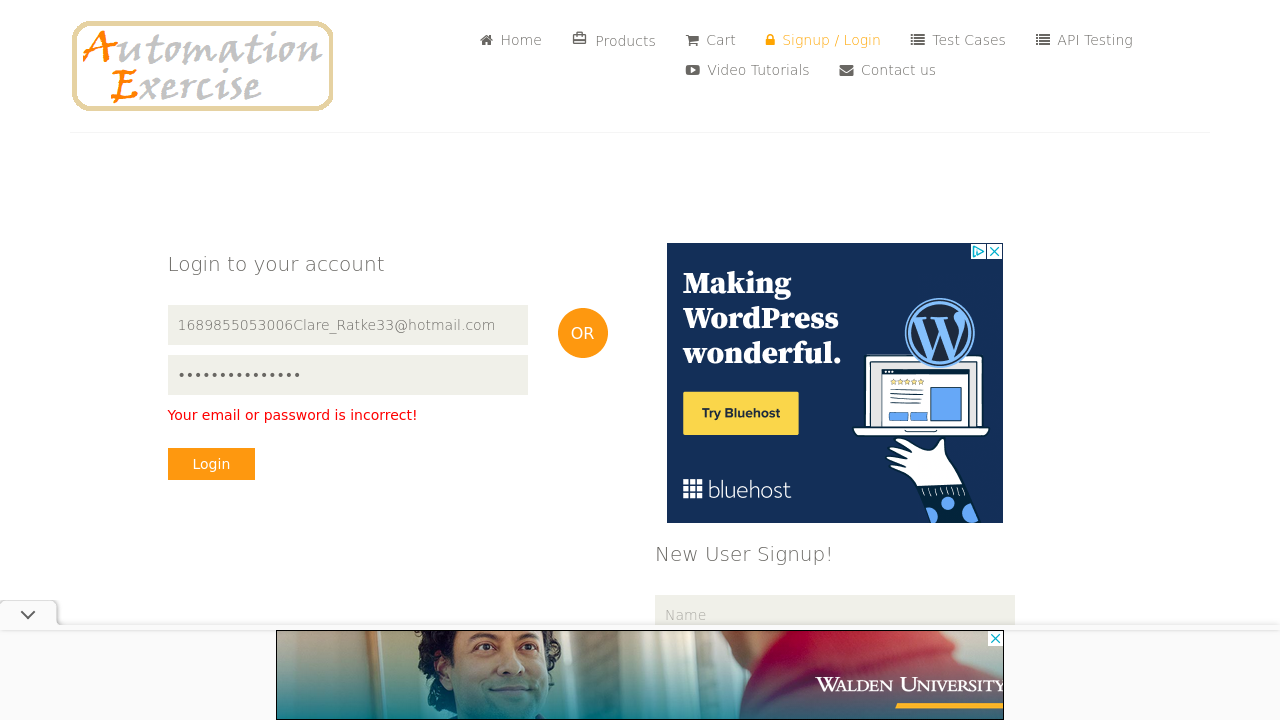 Automation
Exercise
Home
Products
Cart
Signup / Login
Test Cases
API Testing
Video Tutorials
Contact us
Login to your account
1689855053006Clare_Ratke33@hotmail.com
•••••••••••••••
Your email or password is incorrect!
Login
OR
Making
WordPress
wonderful.
Try Bluehost
bluehost
New User Signup!
Name
WALDEN UNIVERSITY